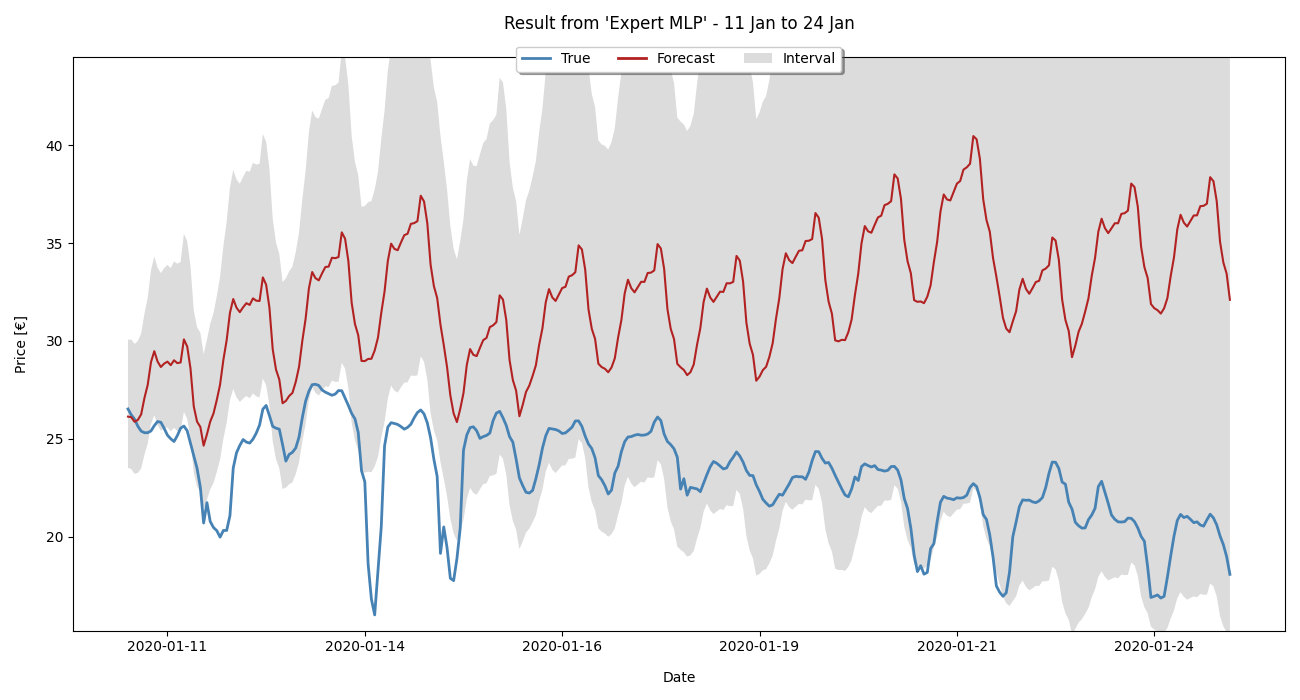 Result from 'Expert MLP' - 11 Jan to 24 Jan
True Forecast Interval
40
35
30
25
20
Price [€]
2020-01-11 2020-01-14 2020-01-16 2020-01-19 2020-01-21 2020-01-24
Date